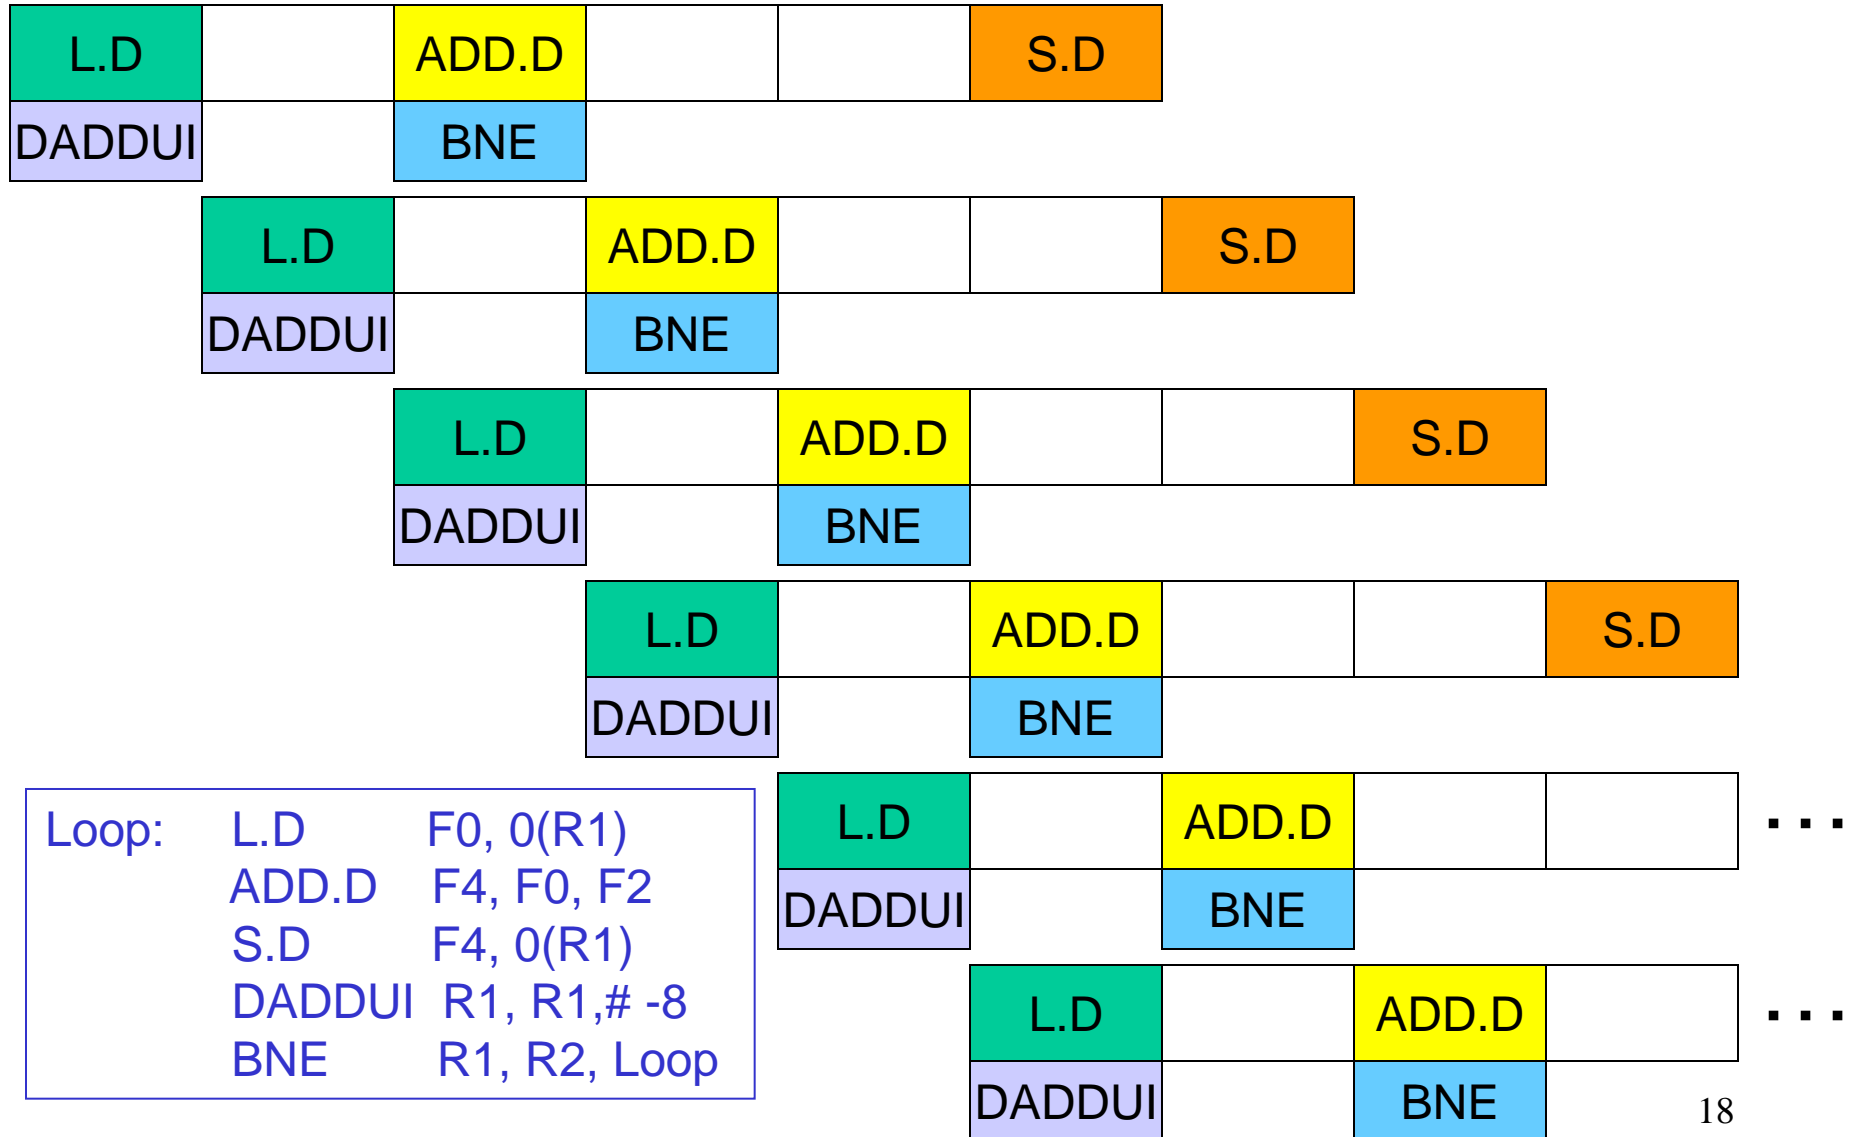 L.D ADD.D S.D
DADDUI BNE
L.D ADD.D S.D
DADDUI BNE
L.D ADD.D S.D
DADDUI BNE
L.D ADD.D S.D
DADDUI BNE
L.D ADD.D . . .
DADDUI BNE
L.D ADD.D . . .
DADDUI BNE
Loop: L.D F0, 0(R1)
ADD.D F4, F0, F2
S.D F4, 0(R1)
DADDUI R1, R1,# -8
BNE R1, R2, Loop
18